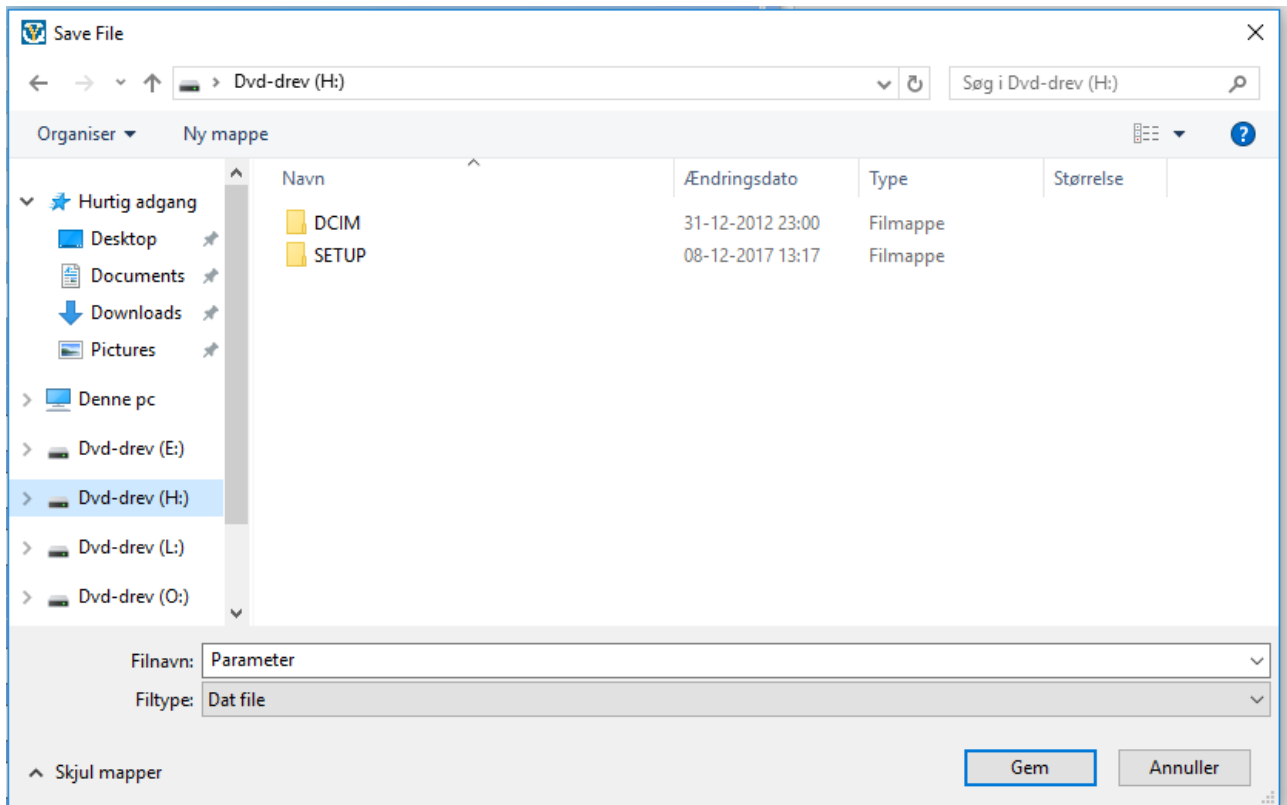 Save File
Dvd-drev (H:)
Søg i Dvd-drev (H:)
Organiser
Ny mappe
Navn
Ændringsdato
Type
Størrelse
Hurtig adgang
Desktop
Documents
Downloads
Pictures
Denne pc
Dvd-drev (E:)
Dvd-drev (H:)
Dvd-drev (L:)
Dvd-drev (O:)
DCIM 31-12-2012 23:00 Filmappe
SETUP 08-12-2017 13:17 Filmappe
Filnavn: Parameter
Filtype: Dat file
Skjul mapper
Gem
Annuller